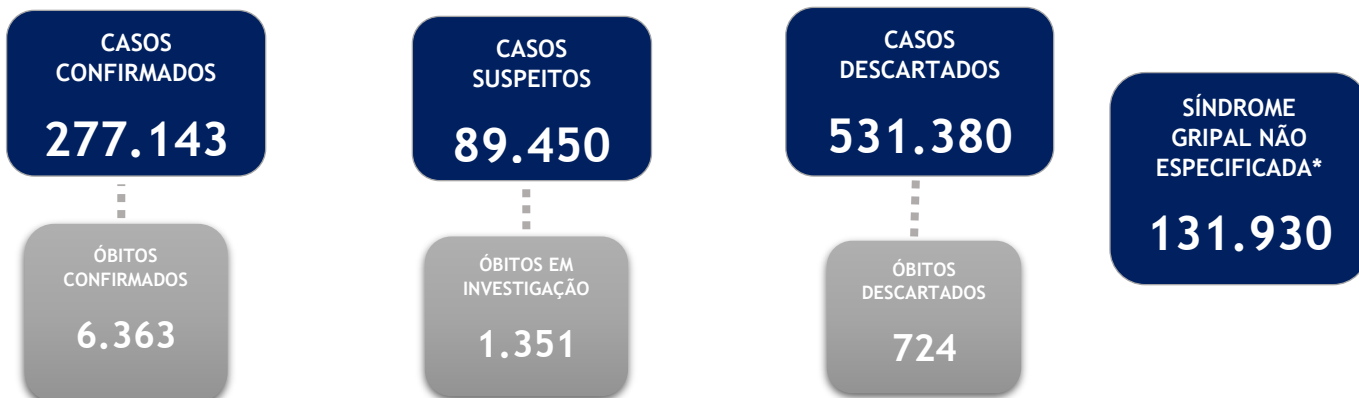 CASOS
CONFIRMADOS
277.143
ÓBITOS
CONFIRMADOS
6.363
CASOS
SUSPEITOS
89.450
ÓBITOS EM
INVESTIGAÇÃO
1.351
CASOS
DESCARTADOS
531.380
ÓBITOS
DESCARTADOS
724
SÍNDROME
GRIPAL NÃO
ESPECIFICADA*
131.930